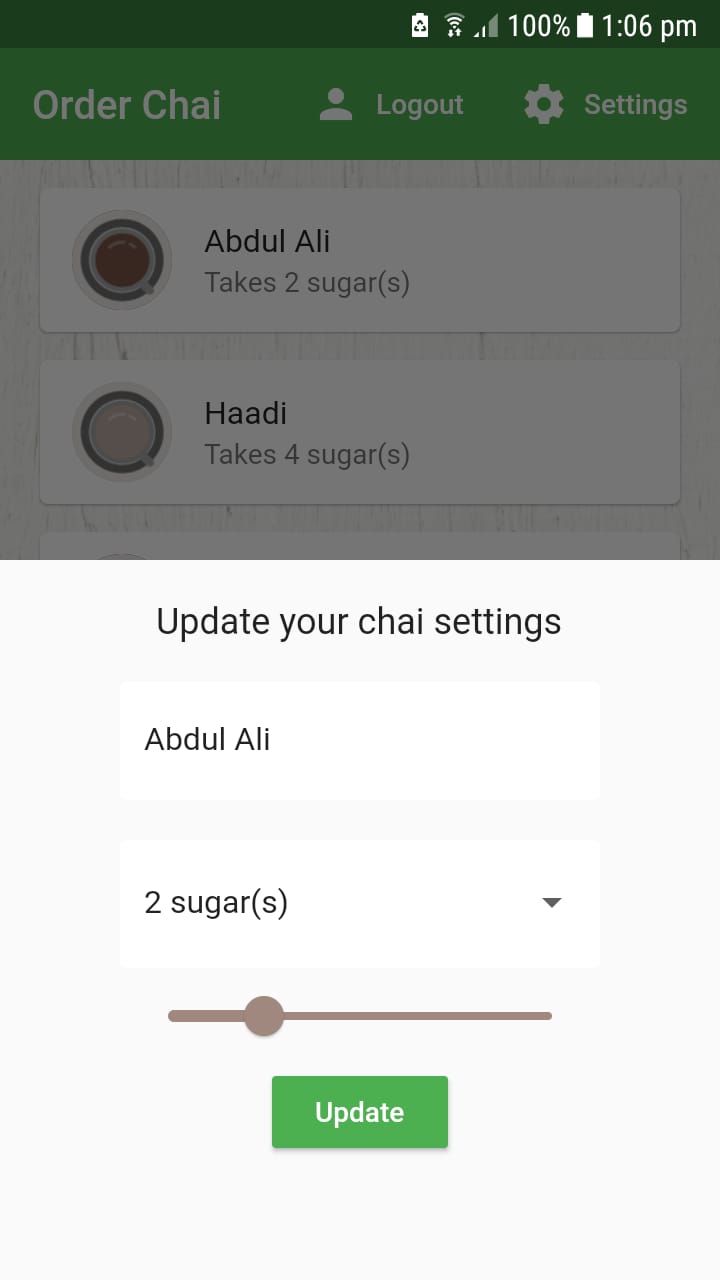 100% 1:06 pm
Order Chai Logout Settings
Abdul Ali
Takes 2 sugar(s)
Haadi
Takes 4 sugar(s)
Update your chai settings
Abdul Ali
2 sugar(s)
Update